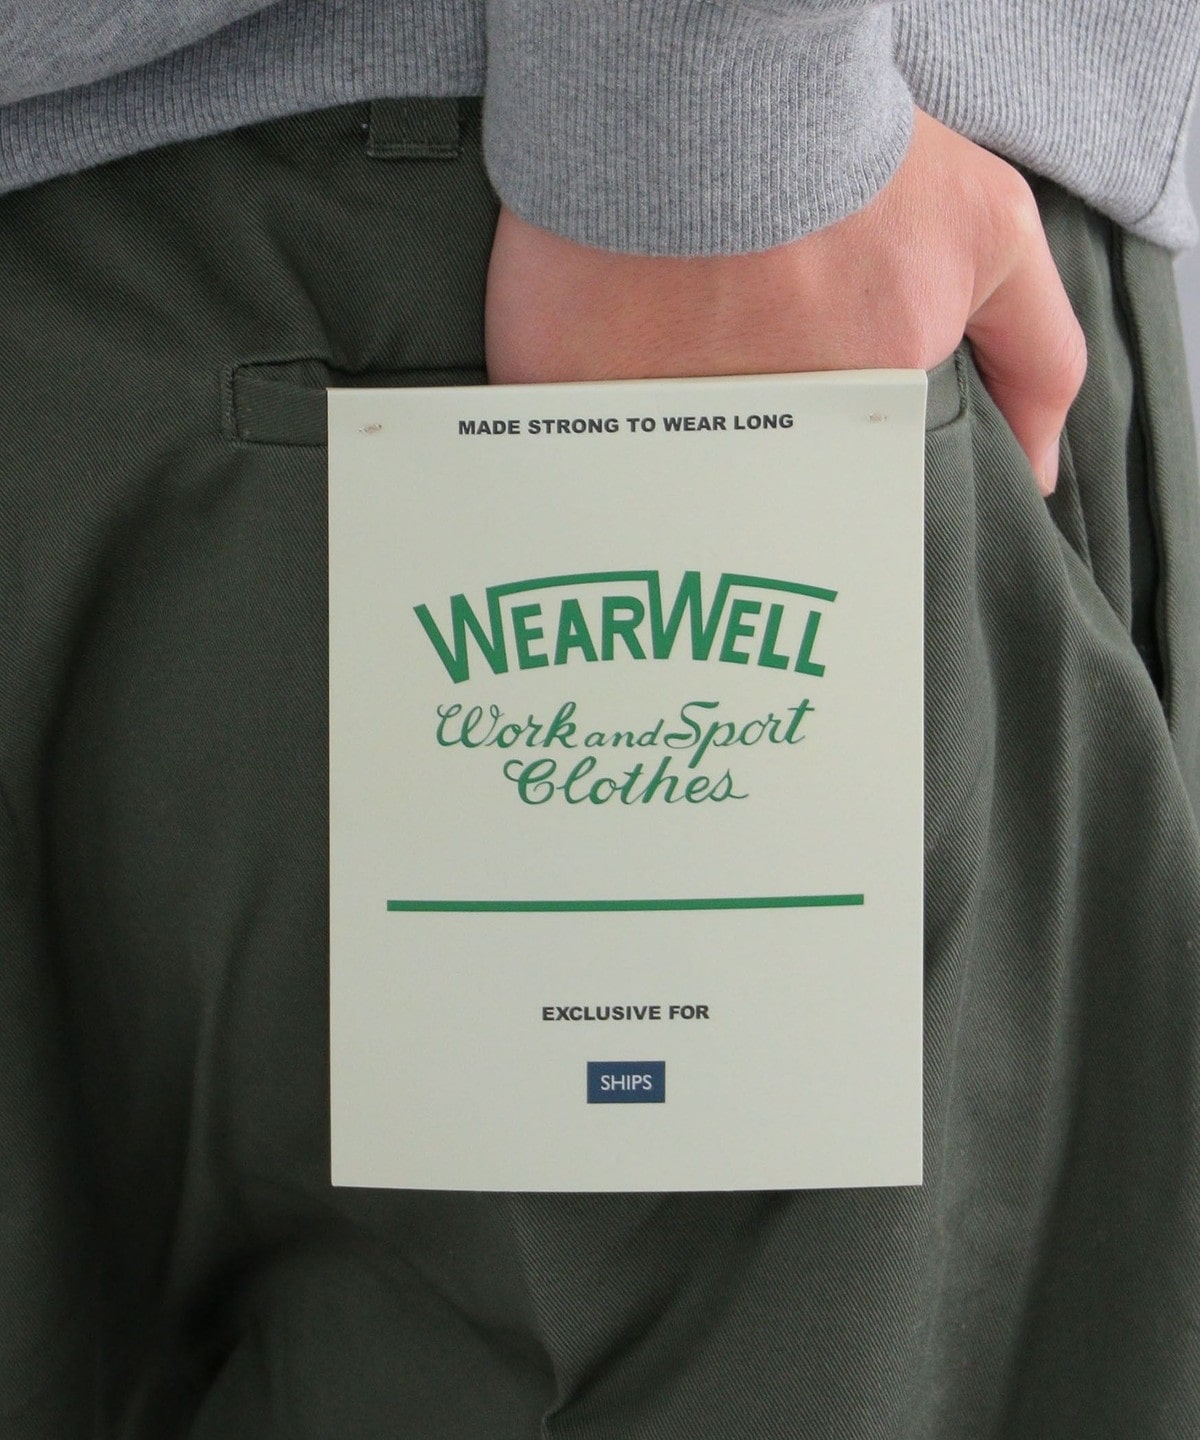 MADE STRONG TO WEAR LONG
WEARWELL
Work and Sport
Clothes
EXCLUSIVE FOR
SHIPS